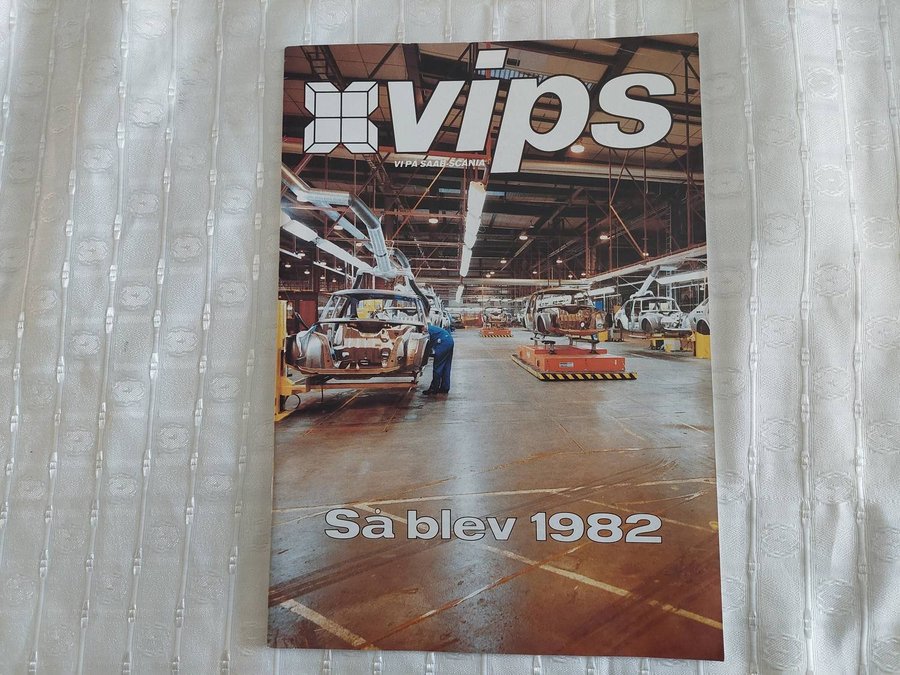 vips
VI PÅ SAAB-SCANIA
Så blev 1982